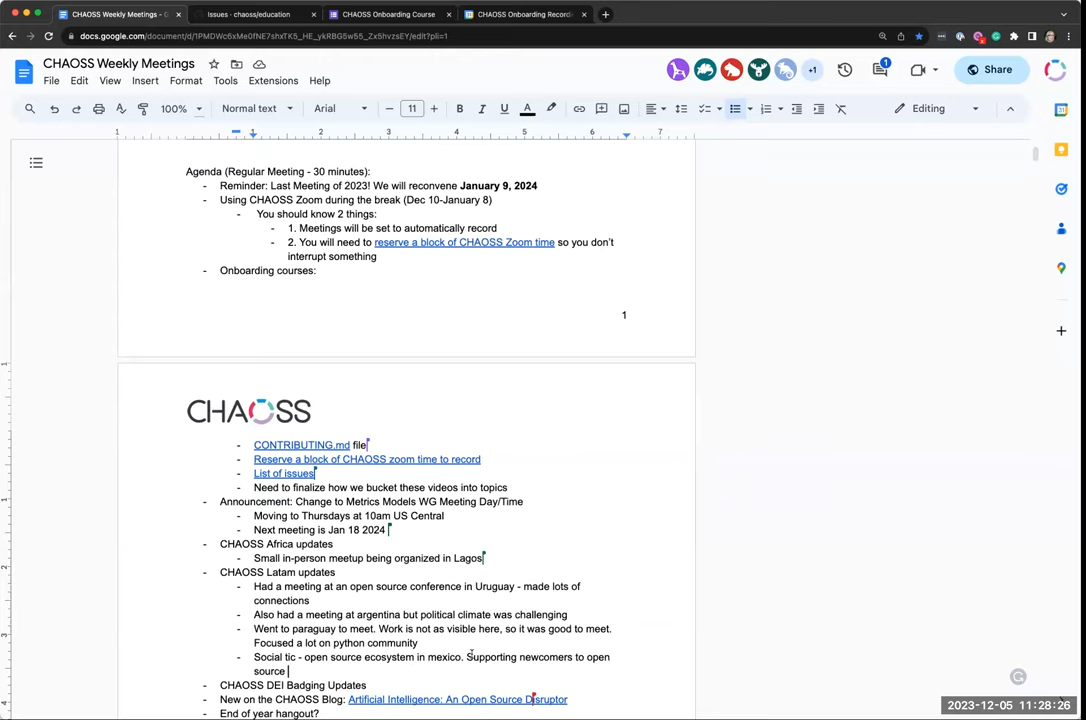 CHAOSS Weekly Meetings - G
Issues · chaoss/education
CHAOSS Onboarding Course
CHAOSS Onboarding Record
docs.google.com/document/d/1PMDWc6xMe0fNE7shxTK5_HE_ykRBG5w55_Zx5hvzsEY/edit?pli=1
CHAOSS Weekly Meetings
File Edit View Insert Format Tools Extensions Help
+1
1
Share
100% Normal text Arial 11 Editing
1 1 2 3 4 5 6 7
Agenda (Regular Meeting - 30 minutes):
- Reminder: Last Meeting of 2023! We will reconvene January 9, 2024
- Using CHAOSS Zoom during the break (Dec 10-January 8)
- You should know 2 things:
- 1. Meetings will be set to automatically record
- 2. You will need to reserve a block of CHAOSS Zoom time so you don't
interrupt something
- Onboarding courses:
1
CHAOSS
- CONTRIBUTING.md file
- Reserve a block of CHAOSS zoom time to record
- List of issues
- Need to finalize how we bucket these videos into topics
- Announcement: Change to Metrics Models WG Meeting Day/Time
- Moving to Thursdays at 10am US Central
- Next meeting is Jan 18 2024
- CHAOSS Africa updates
- Small in-person meetup being organized in Lagos
- CHAOSS Latam updates
- Had a meeting at an open source conference in Uruguay - made lots of
connections
- Also had a meeting at argentina but political climate was challenging
- Went to paraguay to meet. Work is not as visible here, so it was good to meet.
Focused a lot on python community
- Social tic - open source ecosystem in mexico. Supporting newcomers to open
source
- CHAOSS DEI Badging Updates
- New on the CHAOSS Blog: Artificial Intelligence: An Open Source Disruptor
- End of year hangout?
2023-12-05 11:28:26